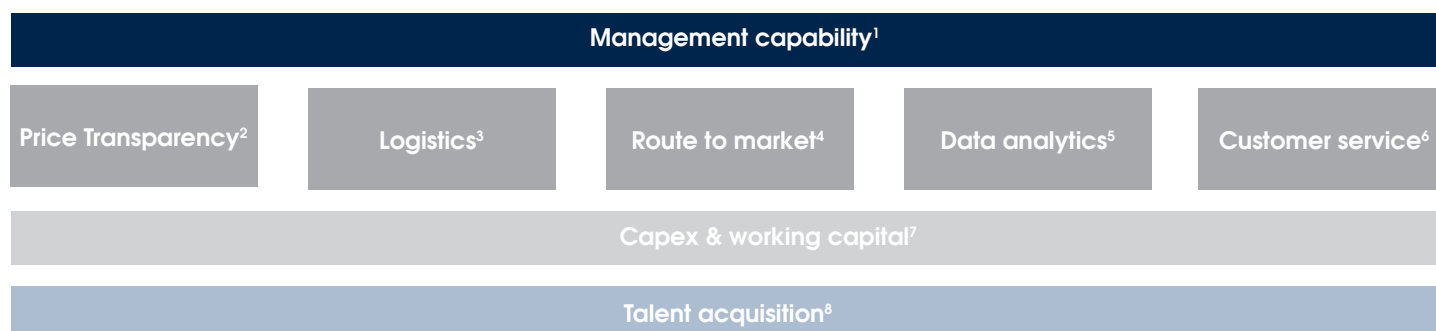 Management capability¹
Price Transparency²
Logistics³
Route to market⁴
Data analytics⁵
Customer service⁶
Capex & working capital⁷
Talent acquisition⁸